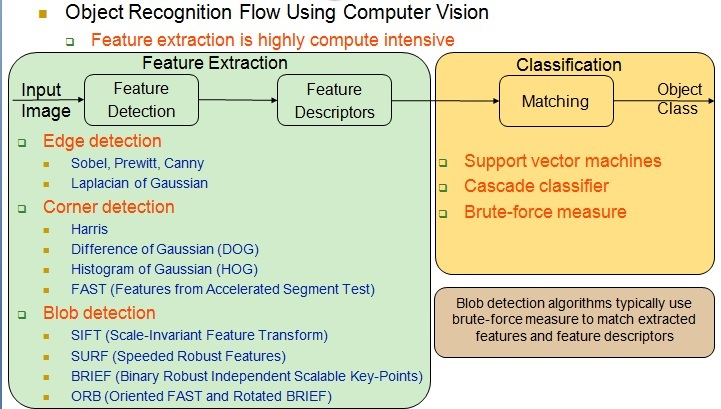 Object Recognition Flow Using Computer Vision
Feature extraction is highly compute intensive
Feature Extraction
Input
Image
Feature
Detection
Feature
Descriptors
Edge detection
Sobel, Prewitt, Canny
Laplacian of Gaussian
Corner detection
Harris
Difference of Gaussian (DOG)
Histogram of Gaussian (HOG)
FAST (Features from Accelerated Segment Test)
Blob detection
SIFT (Scale-Invariant Feature Transform)
SURF (Speeded Robust Features)
BRIEF (Binary Robust Independent Scalable Key-Points)
ORB (Oriented FAST and Rotated BRIEF)
Classification
Matching
Object
Class
Support vector machines
Cascade classifier
Brute-force measure
Blob detection algorithms typically use
brute-force measure to match extracted
features and feature descriptors